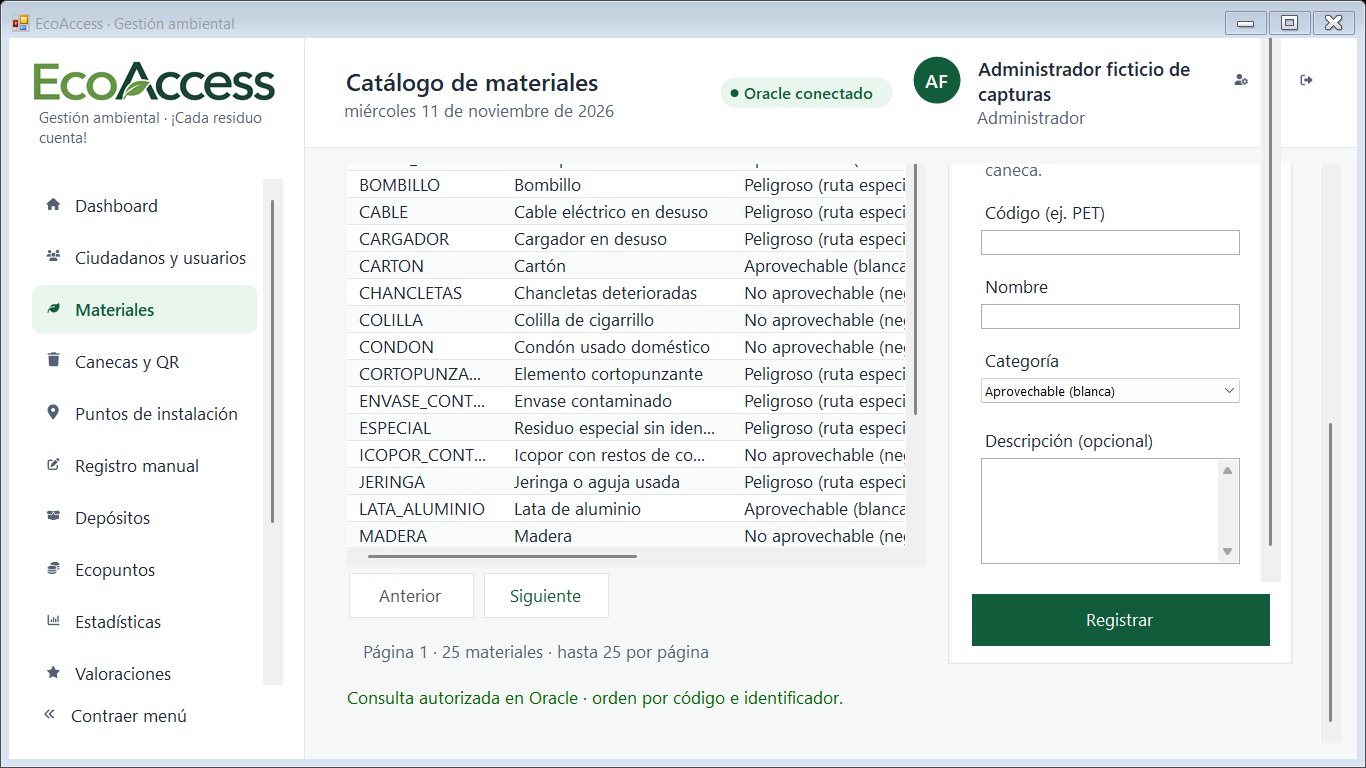 EcoAccess · Gestión ambiental
EcoAccess
Gestión ambiental · ¡Cada residuo
cuenta!
Dashboard
Ciudadanos y usuarios
Materiales
Canecas y QR
Puntos de instalación
Registro manual
Depósitos
Ecopuntos
Estadísticas
Valoraciones
Contraer menú
Catálogo de materiales
miércoles 11 de noviembre de 2026
Oracle conectado
AF
Administrador ficticio de
capturas
Administrador
BOMBILLO Bombillo Peligroso (ruta especi
CABLE Cable eléctrico en desuso Peligroso (ruta especi
CARGADOR Cargador en desuso Peligroso (ruta especi
CARTON Cartón Aprovechable (blanca
CHANCLETAS Chancletas deterioradas No aprovechable (neg
COLILLA Colilla de cigarrillo No aprovechable (neg
CONDON Condón usado doméstico No aprovechable (neg
CORTOPUNZA... Elemento cortopunzante Peligroso (ruta especi
ENVASE_CONT... Envase contaminado Peligroso (ruta especi
ESPECIAL Residuo especial sin iden... Peligroso (ruta especi
ICOPOR_CONT... Icopor con restos de co... No aprovechable (neg
JERINGA Jeringa o aguja usada Peligroso (ruta especi
LATA_ALUMINIO Lata de aluminio Aprovechable (blanca
MADERA Madera No aprovechable (neg
Anterior Siguiente
Página 1 · 25 materiales · hasta 25 por página
Consulta autorizada en Oracle · orden por código e identificador.
caneca.
Código (ej. PET)
Nombre
Categoría
Aprovechable (blanca)
Descripción (opcional)
Registrar